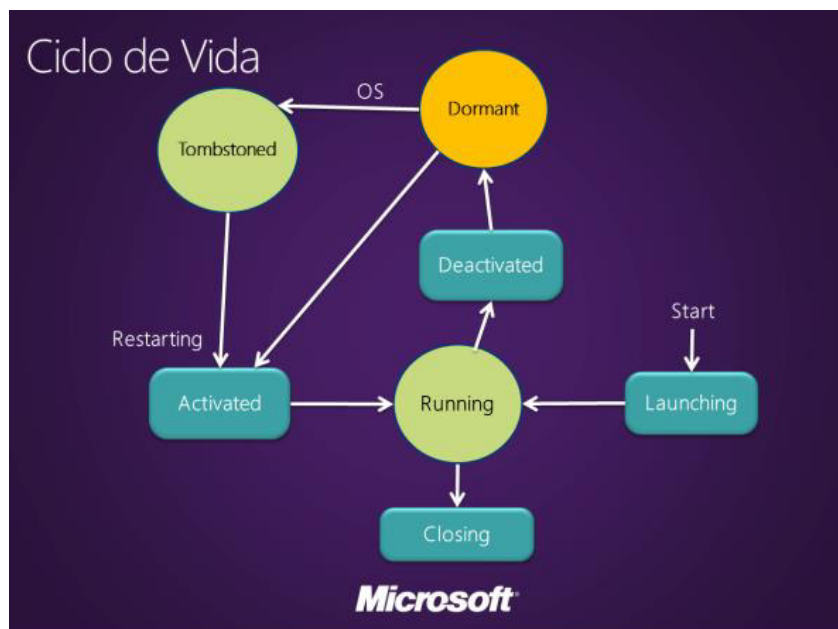 Ciclo de Vida
OS
Dormant
Tombstoned
Deactivated
Start
Restarting
Activated
Running
Launching
Closing
Microsoft